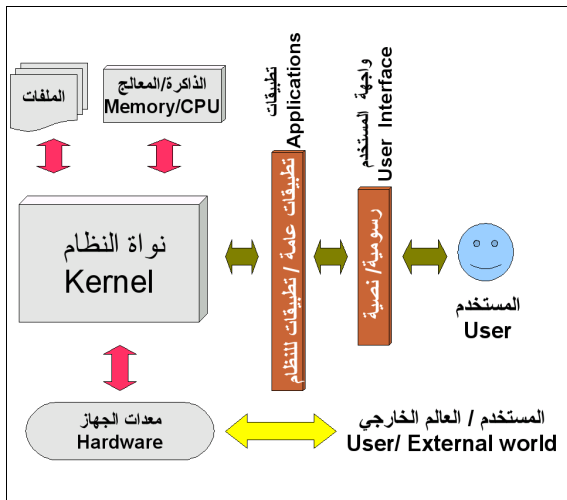 الملفات
الذاكرة/المعالج
Memory/CPU
تطبيقات
Applications
واجهة المستخدم
User Interface
نواة النظام
Kernel
تطبيقات عامة / تطبيقات للنظام
رسومية/ نصية
المستخدم
User
معدات الجهاز
Hardware
المستخدم / العالم الخارجي
User/ External world